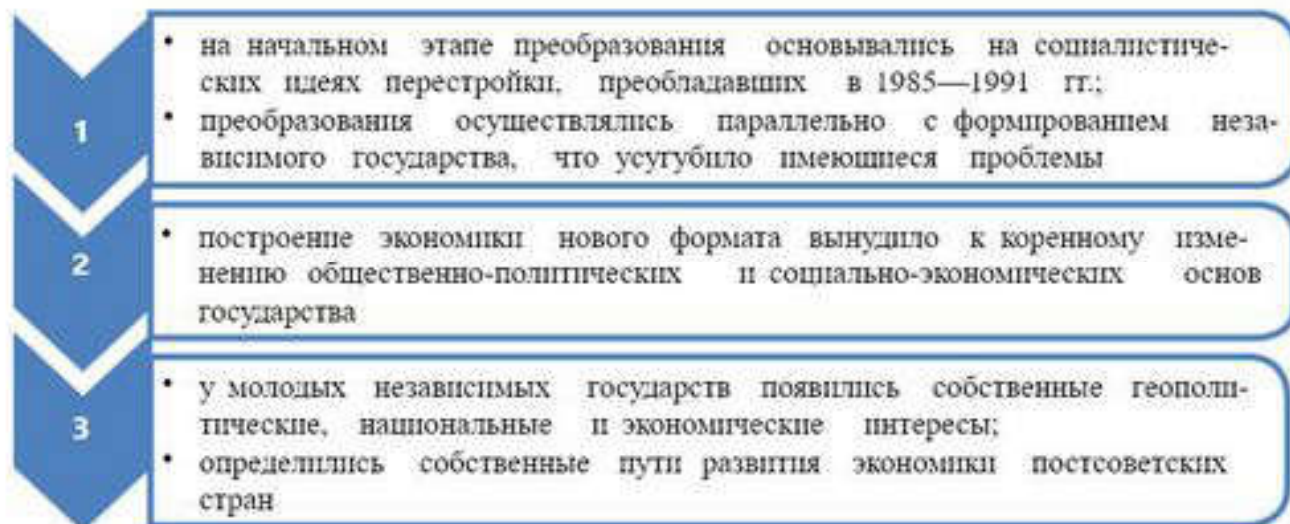 1
• на начальном этапе преобразования основывались на социалистиче-
ских идеях перестройки, преобладавших в 1985—1991 гг.;
• преобразования осуществлялись параллельно с формированием неза-
висимого государства, что усугубило имеющиеся проблемы
2
• построение экономики нового формата вынудило к коренному изме-
нению общественно-политических и социально-экономических основ
государства
3
• у молодых независимых государств появились собственные геополи-
тические, национальные и экономические интересы;
• определились собственные пути развития экономики постсоветских
стран